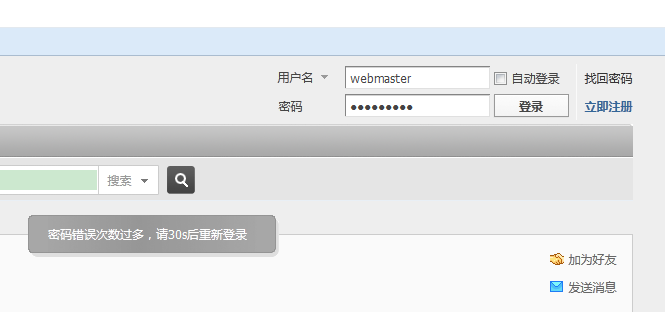 用户名 webmaster 自动登录 找回密码
密码 ●●●●●●●●● 登录 立即注册
搜索
密码错误次数过多，请30s后重新登录
加为好友
发送消息